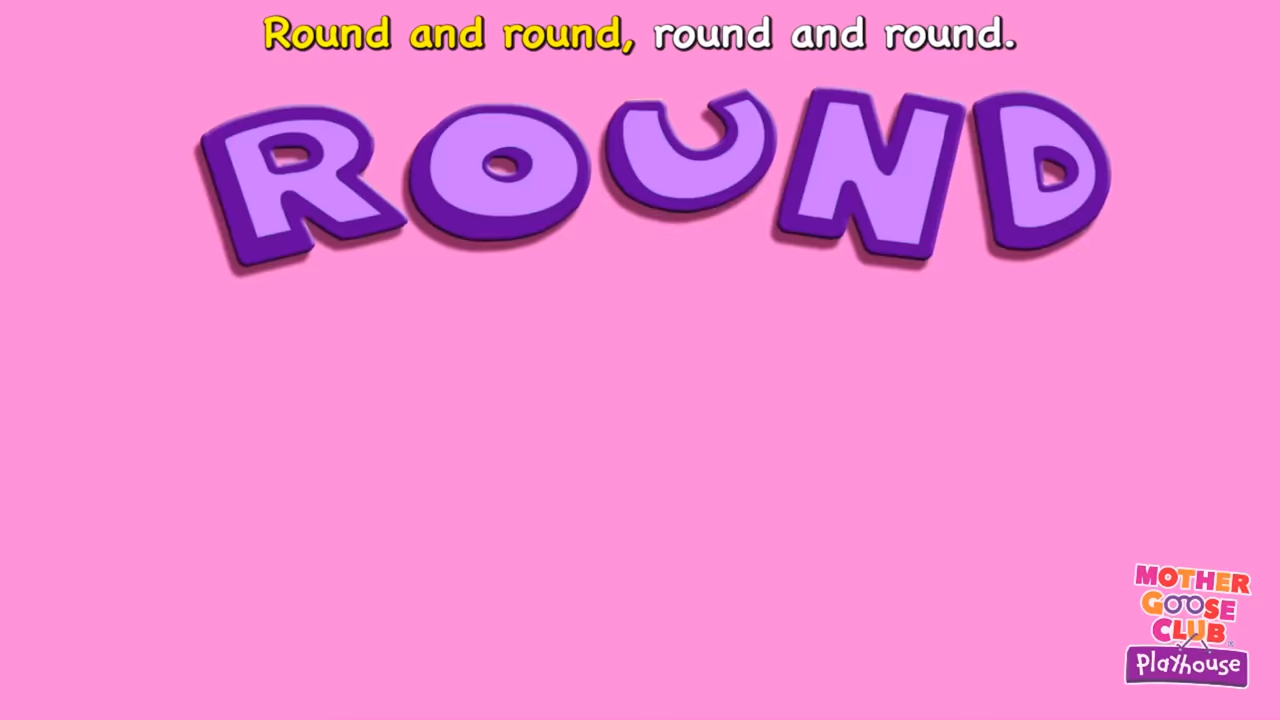 Round and round, round and round.
ROUND
MOTHER
GOOSE
CLUB
Playhouse